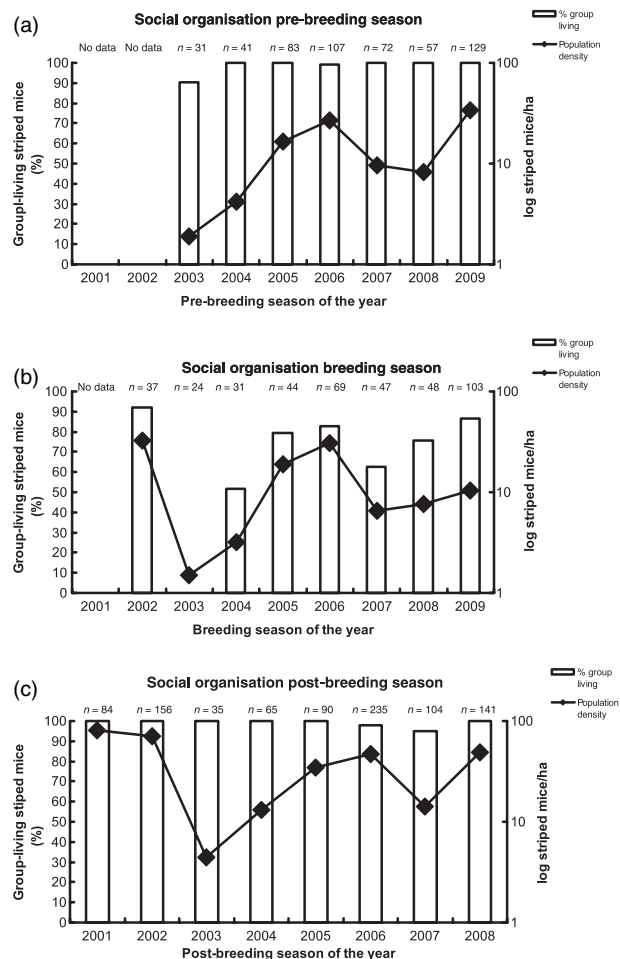 (a)
Social organisation pre-breeding season
% group living
Population density
No data No data n = 31 n = 41 n = 83 n = 107 n = 72 n = 57 n = 129
Groupl-living striped mice (%)
100
90
80
70
60
50
40
30
20
10
0
log striped mice/ha
100
10
1
2001 2002 2003 2004 2005 2006 2007 2008 2009
Pre-breeding season of the year
(b)
Social organisation breeding season
% group living
Population density
No data n = 37 n = 24 n = 31 n = 44 n = 69 n = 47 n = 48 n = 103
Group-living striped mice (%)
100
90
80
70
60
50
40
30
20
10
0
log striped mice/ha
100
10
1
2001 2002 2003 2004 2005 2006 2007 2008 2009
Breeding season of the year
(c)
Social organisation post-breeding season
% group living
Population density
n = 84 n = 156 n = 35 n = 65 n = 90 n = 235 n = 104 n = 141
Group-living stiped mice (%)
100
90
80
70
60
50
40
30
20
10
0
log striped mice/ha
100
10
1
2001 2002 2003 2004 2005 2006 2007 2008
Post-breeding season of the year